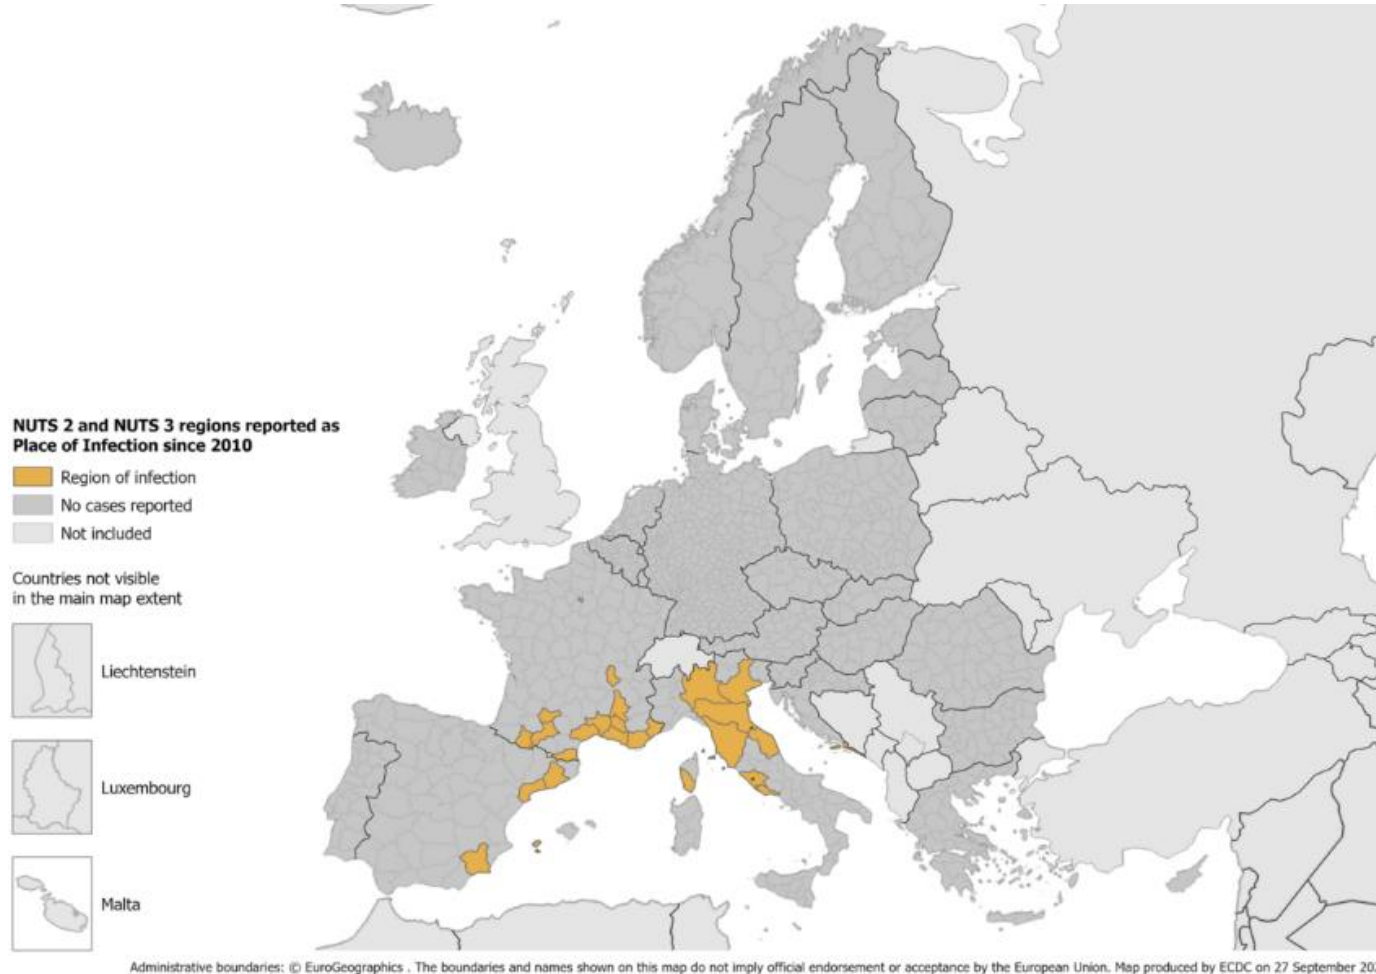 NUTS 2 and NUTS 3 regions reported as
Place of Infection since 2010
Region of infection
No cases reported
Not included
Countries not visible
in the main map extent
Liechtenstein
Luxembourg
Malta
Administrative boundaries: © EuroGeographics . The boundaries and names shown on this map do not imply official endorsement or acceptance by the European Union. Map produced by ECDC on 27 September